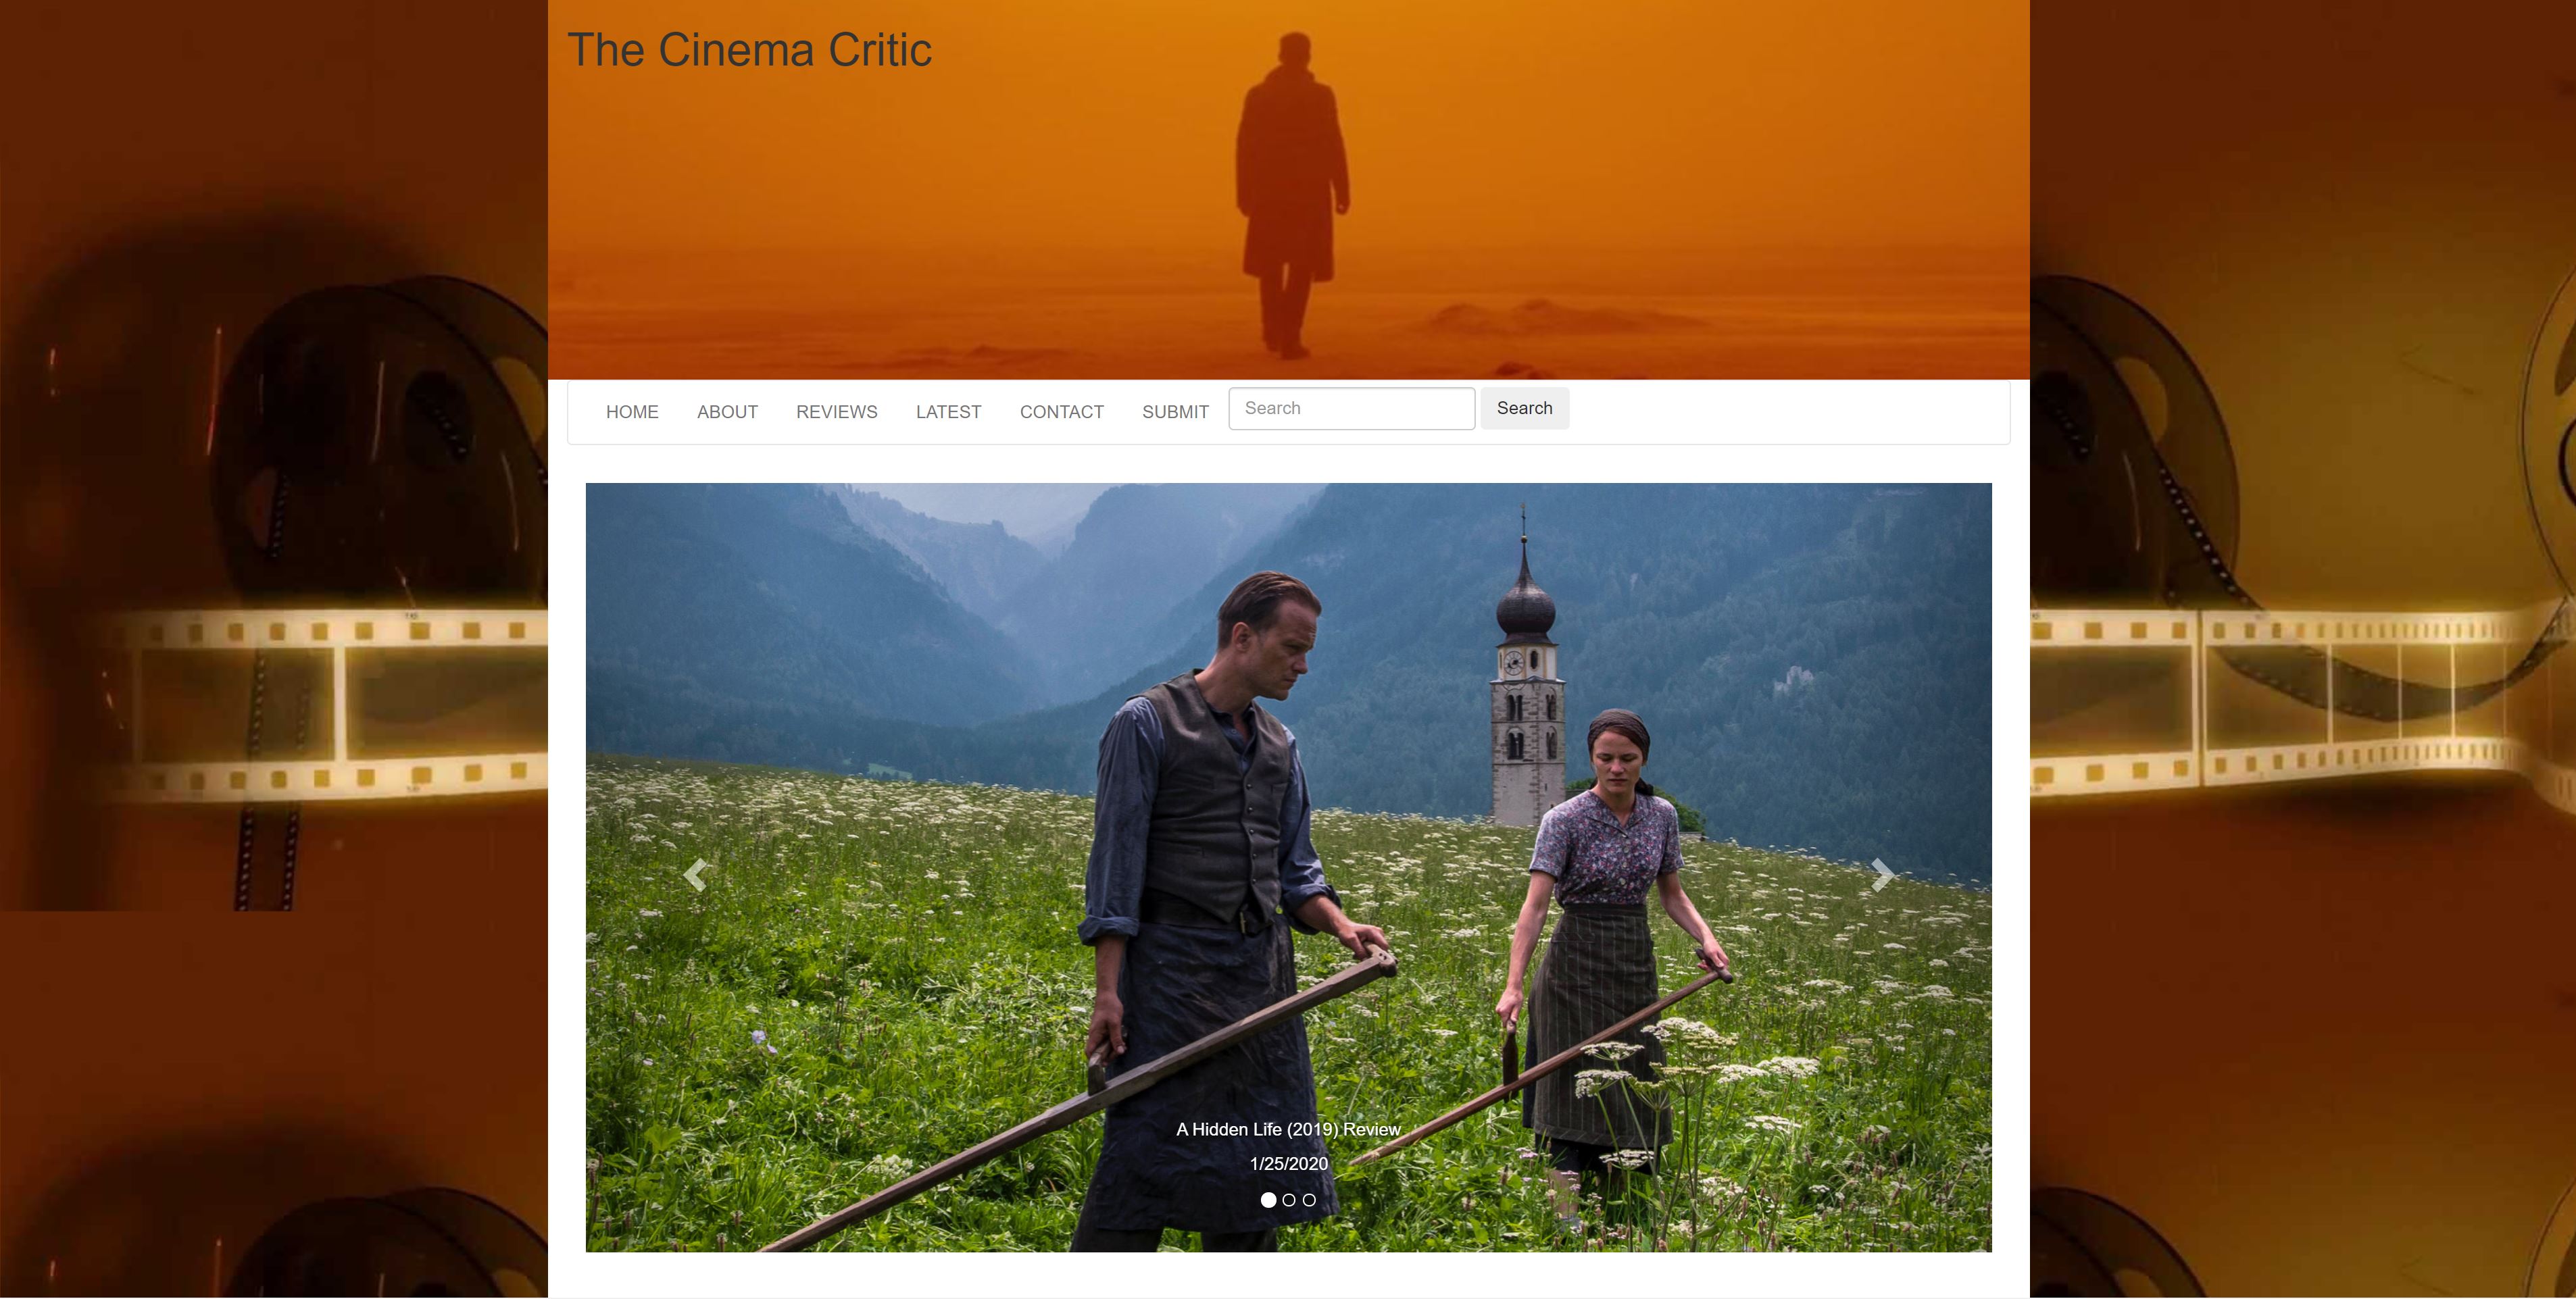 The Cinema Critic
HOME ABOUT REVIEWS LATEST CONTACT SUBMIT Search Search
A Hidden Life (2019) Review
1/25/2020